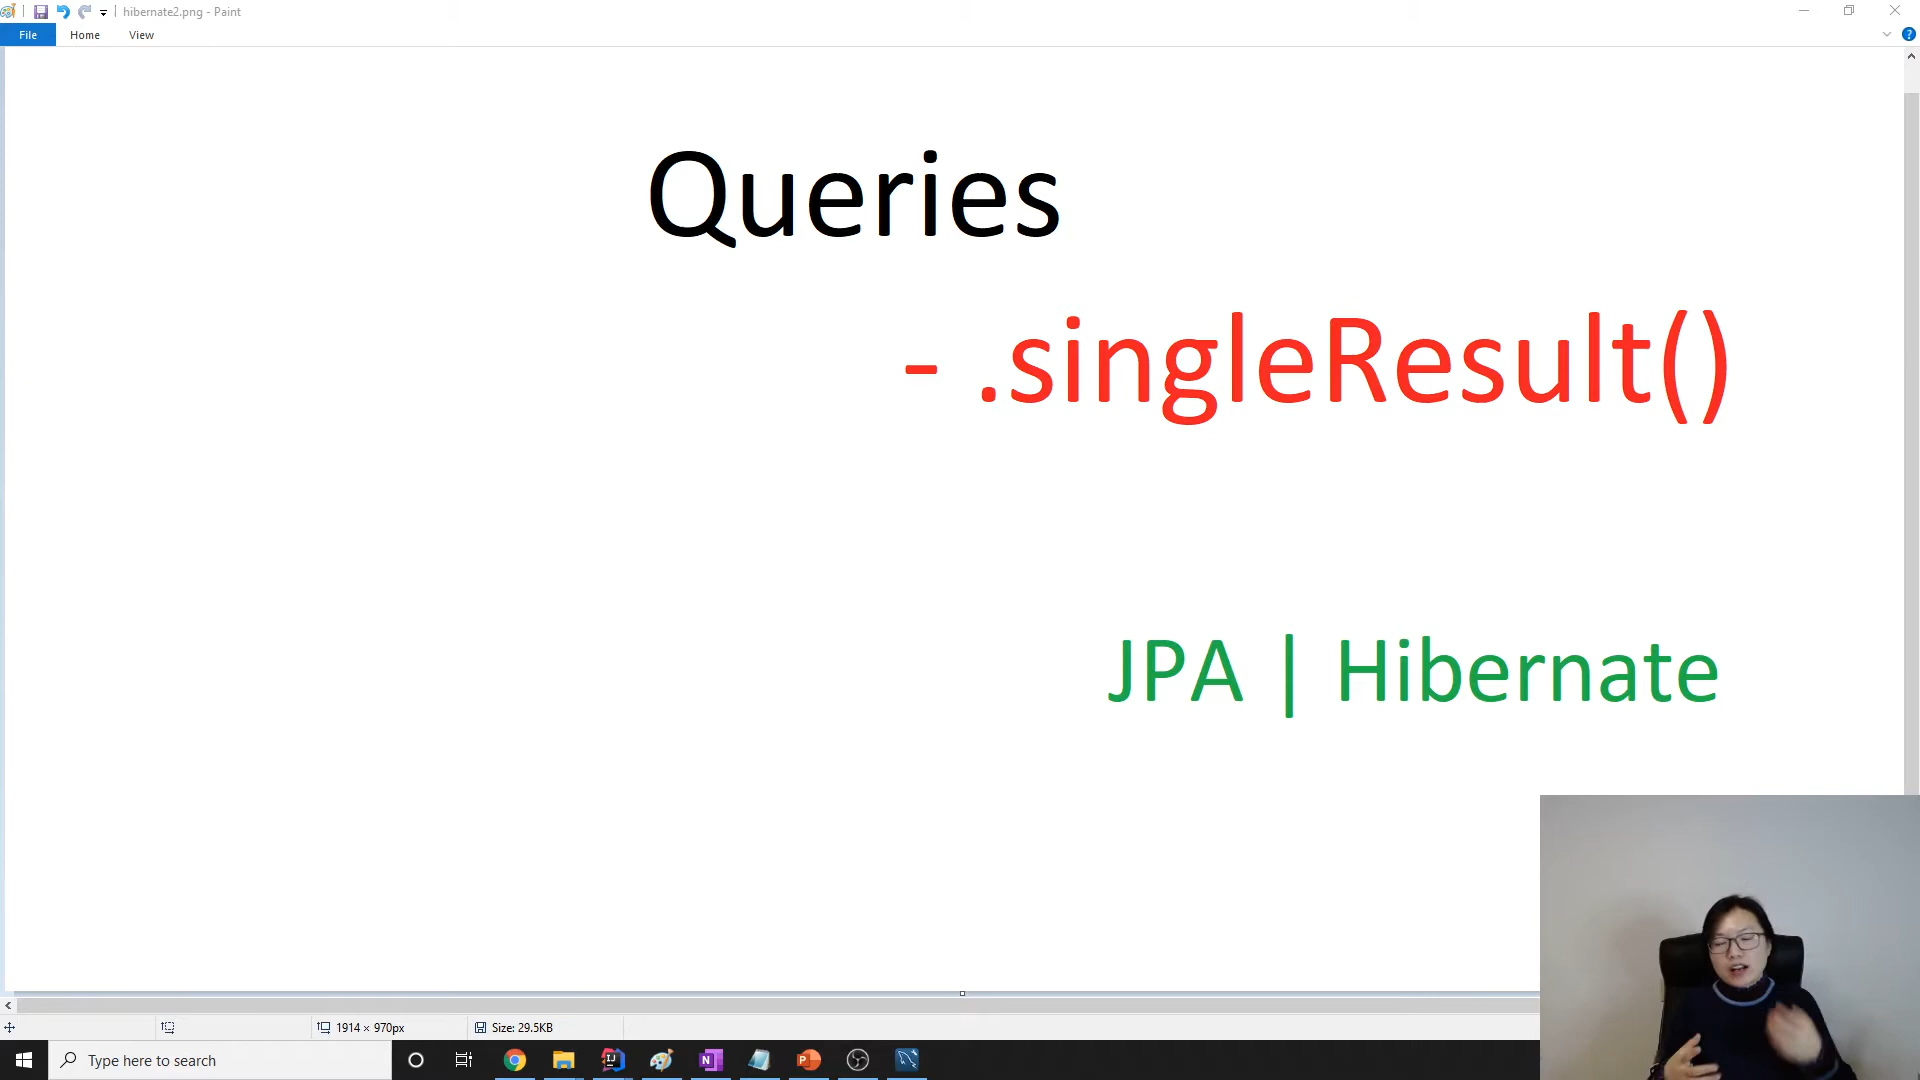 hibernate2.png - Paint
File Home View
?
Queries
- .singleResult()
JPA | Hibernate
1914 × 970px
Size: 29.5KB
Type here to search